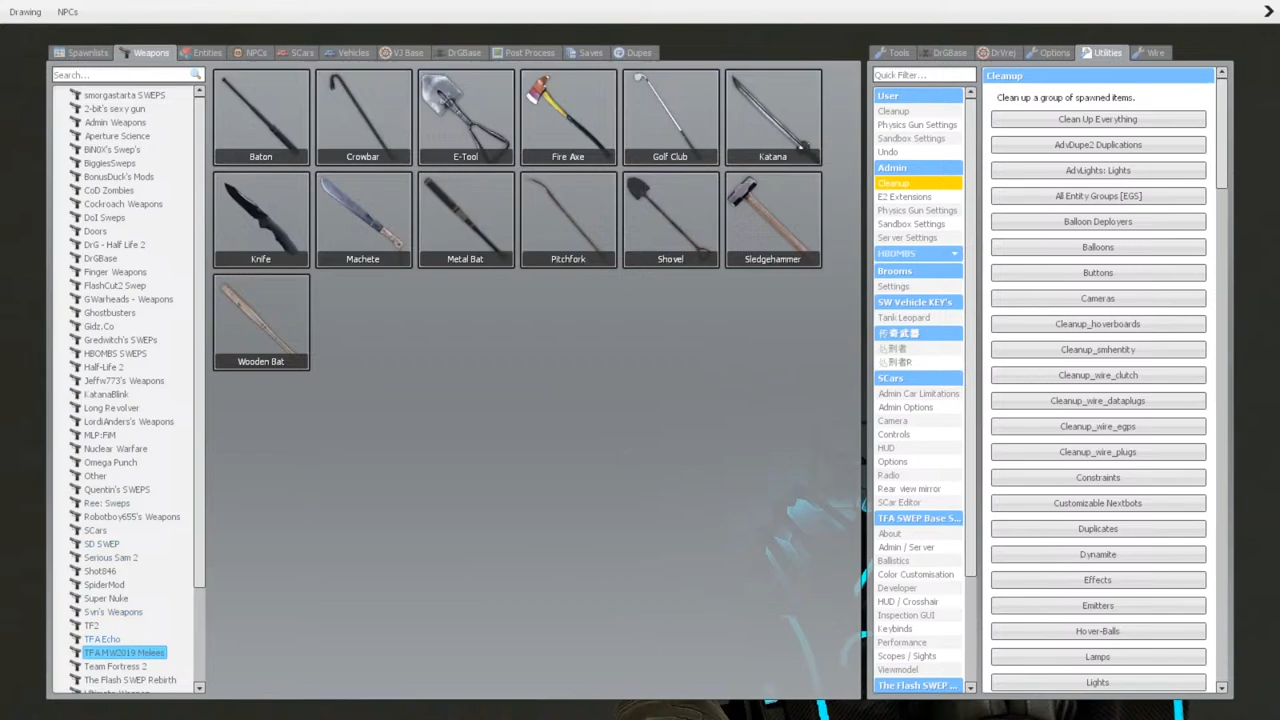 Drawing NPCs
Spawnlists Weapons Entities NPCs SCars Vehicles VJ Base DrGBase Post Process Saves Dupes
Search...
smorgastarta SWEPS
2-bit's sexy gun
Admin Weapons
Aperture Science
BiNOX's Swep's
BiggiesSweps
BonusDuck's Mods
CoD Zombies
Cockroach Weapons
DoI Sweps
Doors
DrG - Half Life 2
DrGBase
Finger Weapons
FlashCut2 Swep
GWarheads - Weapons
Ghostbusters
Gidz.Co
Gredwitch's SWEPs
HBOMBS SWEPS
Half-Life 2
Jeffw773's Weapons
KatanaBlink
Long Revolver
LordiAnders's Weapons
MLP:FiM
Nuclear Warfare
Omega Punch
Other
Quentin's SWEPS
Ree: Sweps
Robotboy655's Weapons
SCars
SD SWEP
Serious Sam 2
Shot846
SpiderMod
Super Nuke
Svn's Weapons
TF2
TFA Echo
TFA MW2019 Melees
Team Fortress 2
The Flash SWEP Rebirth
Baton
Crowbar
E-Tool
Fire Axe
Golf Club
Katana
Knife
Machete
Metal Bat
Pitchfork
Shovel
Sledgehammer
Wooden Bat
Tools DrGBase DrVrej Options Utilities Wire
Quick Filter...
User
Cleanup
Physics Gun Settings
Sandbox Settings
Undo
Admin
Cleanup
E2 Extensions
Physics Gun Settings
Sandbox Settings
Server Settings
HBOMBS
Brooms
Settings
SW Vehicle KEY's
Tank Leopard
传奇武器
SCars
Admin Car Limitations
Admin Options
Camera
Controls
HUD
Options
Radio
Rear view mirror
SCar Editor
TFA SWEP Base S...
About
Admin / Server
Ballistics
Color Customisation
Developer
HUD / Crosshair
Inspection GUI
Keybinds
Performance
Scopes / Sights
Viewmodel
The Flash SWEP ...
Cleanup
Clean up a group of spawned items.
Clean Up Everything
AdvDupe2 Duplications
AdvLights: Lights
All Entity Groups [EGS]
Balloon Deployers
Balloons
Buttons
Cameras
Cleanup_hoverboards
Cleanup_smhentity
Cleanup_wire_clutch
Cleanup_wire_dataplugs
Cleanup_wire_egps
Cleanup_wire_plugs
Constraints
Customizable Nextbots
Duplicates
Dynamite
Effects
Emitters
Hover-Balls
Lamps
Lights